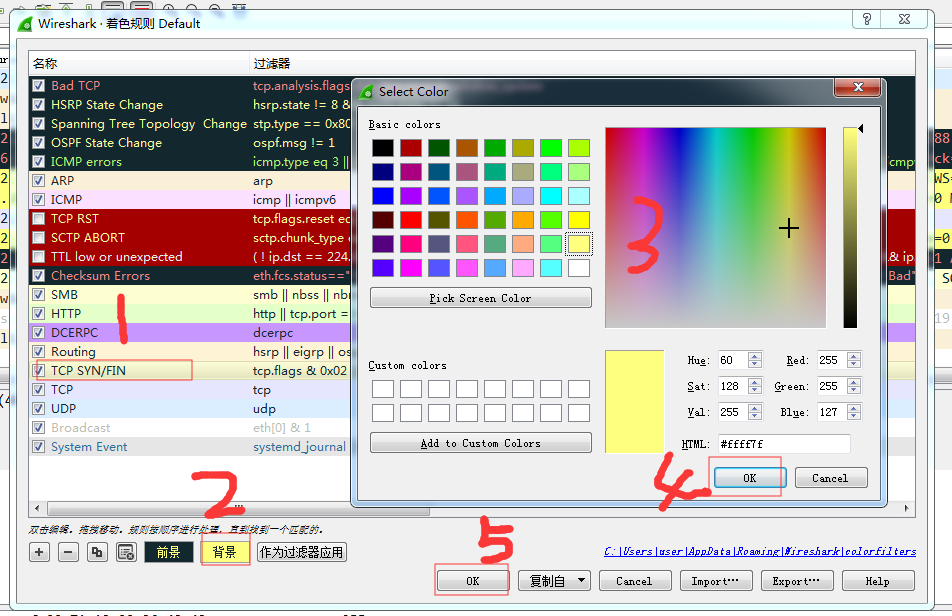 Wireshark · 着色规则 Default
名称 过滤器
Bad TCP tcp.analysis.flags
HSRP State Change hsrp.state != 8 &
Spanning Tree Topology Change stp.type == 0x80
OSPF State Change ospf.msg != 1
ICMP errors icmp.type eq 3 ||
ARP arp
ICMP icmp || icmpv6
TCP RST tcp.flags.reset ec
SCTP ABORT sctp.chunk_type
TTL low or unexpected ( ! ip.dst == 224.
Checksum Errors eth.fcs.status=="
SMB smb || nbss || nb
HTTP http || tcp.port =
DCERPC dcerpc
Routing hsrp || eigrp || os
TCP SYN/FIN tcp.flags & 0x02
TCP tcp
UDP udp
Broadcast eth[0] & 1
System Event systemd_journal
Select Color
Basic colors
Pick Screen Color
Custom colors
Add to Custom Colors
Hue: 60 Red: 255
Sat: 128 Green: 255
Val: 255 Blue: 127
HTML: #ffff7f
OK Cancel
1
2
3
4
5
双击编辑。拖拽移动。规则按顺序进行处理，直到找到一个匹配的。
前景 背景 作为过滤器应用
C:\Users\user\AppData\Roaming\Wireshark\colorfilters
OK 复制自 Cancel Import… Export… Help